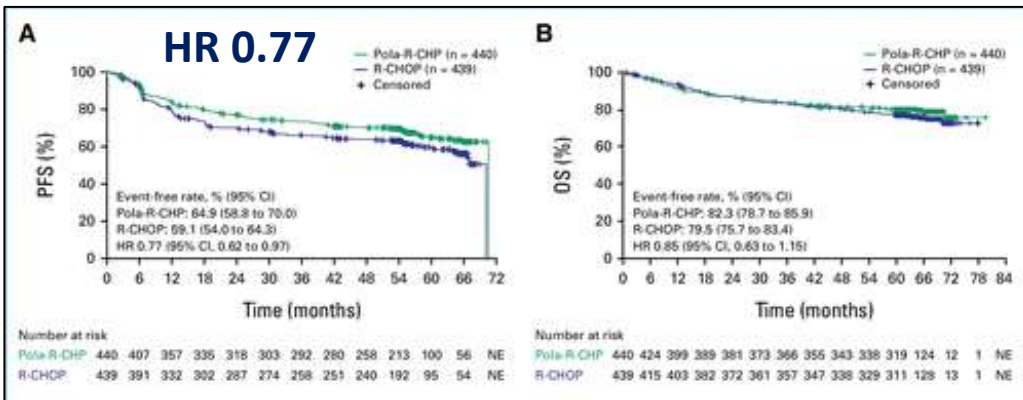 A
HR 0.77
Pola-R-CHP (n = 440)
R-CHOP (n = 439)
Censored
100
80
60
40
20
0
PFS (%)
Event-free rate, % (95% CI)
Pola-R-CHP: 64.9 (58.8 to 70.0)
R-CHOP: 59.1 (54.0 to 64.3)
HR 0.77 (95% CI, 0.62 to 0.97)
0 6 12 18 24 30 36 42 48 54 60 66 72
Time (months)
Number at risk
Pola-R-CHP 440 407 357 335 318 303 292 280 258 213 100 56 NE
R-CHOP 439 391 332 302 287 274 258 251 240 192 95 54 NE
B
Pola-R-CHP (n = 440)
R-CHOP (n = 439)
Censored
100
80
60
40
20
0
OS (%)
Event-free rate, % (95% CI)
Pola-R-CHP: 82.3 (78.7 to 85.9)
R-CHOP: 79.5 (75.7 to 83.4)
HR 0.85 (95% CI, 0.63 to 1.15)
0 6 12 18 24 30 36 42 48 54 60 66 72 78 84
Time (months)
Number at risk
Pola-R-CHP 440 424 399 389 381 373 366 355 343 338 319 124 12 1 NE
R-CHOP 439 415 403 382 372 361 357 347 338 329 311 128 13 1 NE